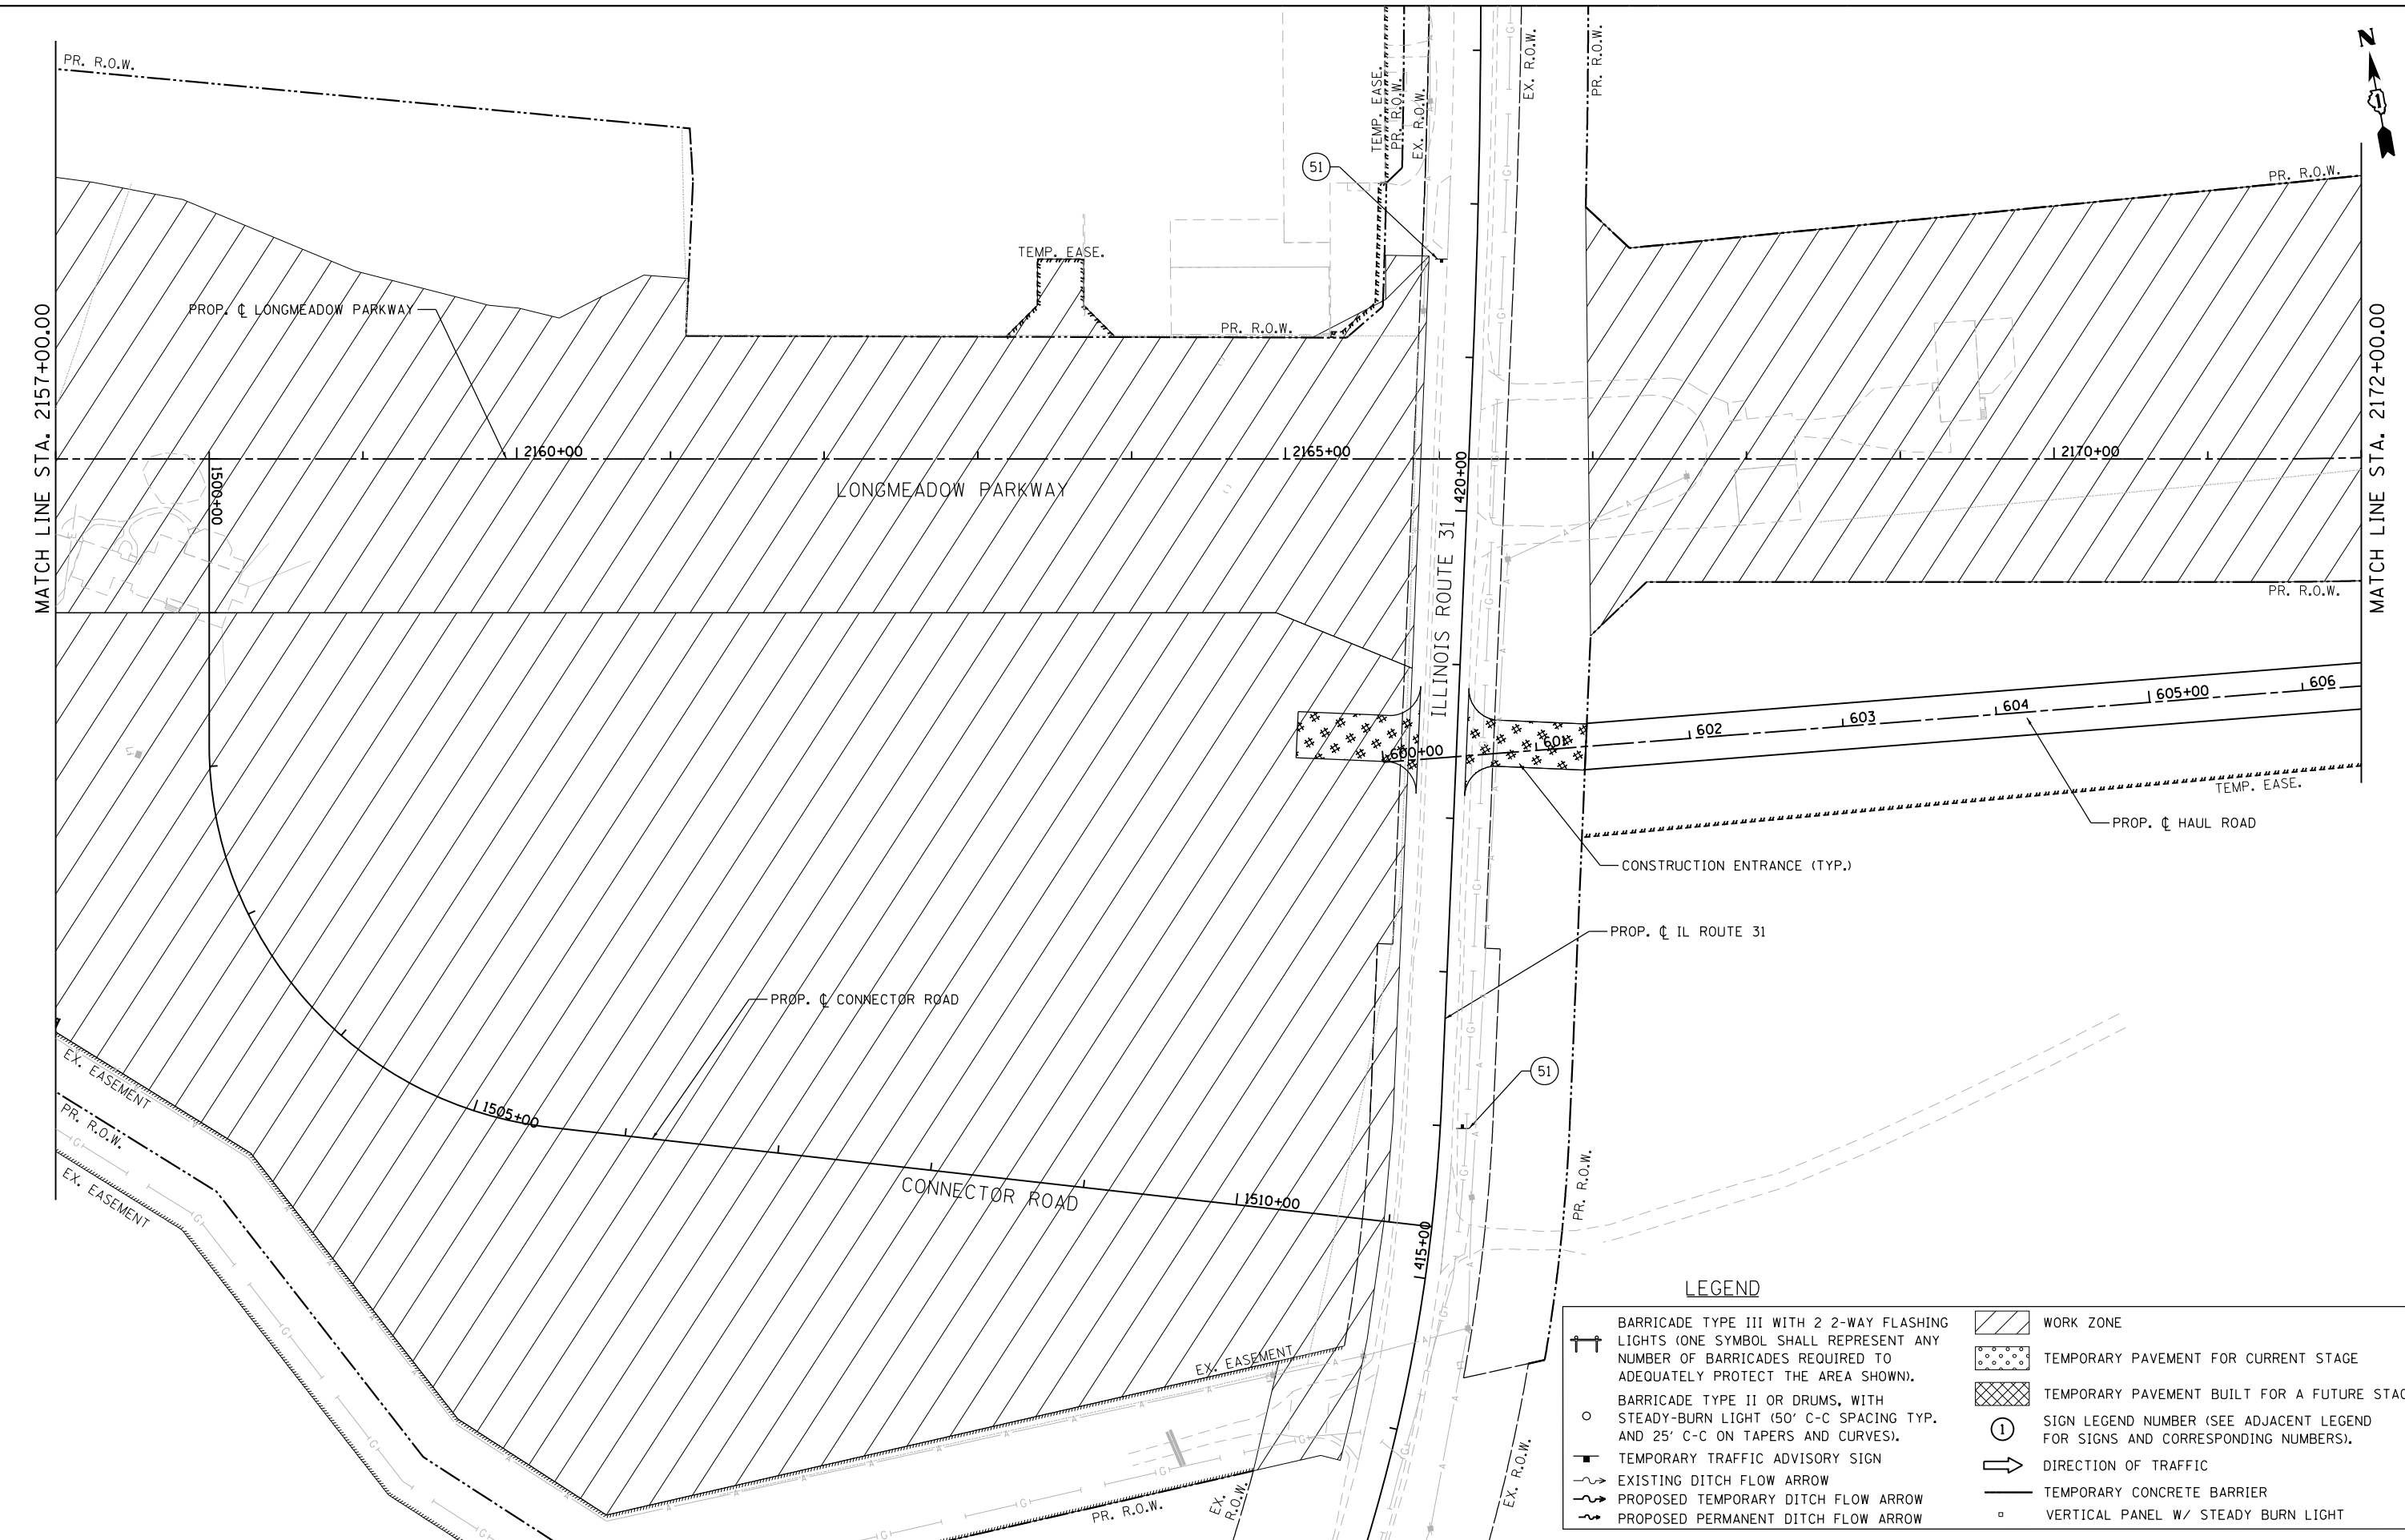 PR. R.O.W.
TEMP. EASE.
PR. R.O.W.
EX. R.O.W.
EX. R.O.W.
PR. R.O.W.
N
1
51
PR. R.O.W.
TEMP. EASE.
PROP. ℄ LONGMEADOW PARKWAY
PR. R.O.W.
MATCH LINE STA. 2157+00.00
MATCH LINE STA. 2172+00.00
2160+00
2165+00
2170+00
1500+00
420+00
LONGMEADOW PARKWAY
ILLINOIS ROUTE 31
PR. R.O.W.
600+00
601
602
603
604
605+00
606
TEMP. EASE.
PROP. ℄ HAUL ROAD
CONSTRUCTION ENTRANCE (TYP.)
PROP. ℄ IL ROUTE 31
PROP. ℄ CONNECTOR ROAD
EX. EASEMENT
51
PR. R.O.W.
1505+00
EX. EASEMENT
CONNECTOR ROAD
1510+00
PR. R.O.W.
415+00
EX. EASEMENT
PR. R.O.W.
EX.
R.O.W.
EX. R.O.W.
LEGEND
BARRICADE TYPE III WITH 2 2-WAY FLASHING
LIGHTS (ONE SYMBOL SHALL REPRESENT ANY
NUMBER OF BARRICADES REQUIRED TO
ADEQUATELY PROTECT THE AREA SHOWN).
BARRICADE TYPE II OR DRUMS, WITH
STEADY-BURN LIGHT (50' C-C SPACING TYP.
AND 25' C-C ON TAPERS AND CURVES).
TEMPORARY TRAFFIC ADVISORY SIGN
EXISTING DITCH FLOW ARROW
PROPOSED TEMPORARY DITCH FLOW ARROW
PROPOSED PERMANENT DITCH FLOW ARROW
WORK ZONE
TEMPORARY PAVEMENT FOR CURRENT STAGE
TEMPORARY PAVEMENT BUILT FOR A FUTURE STAG
1
SIGN LEGEND NUMBER (SEE ADJACENT LEGEND
FOR SIGNS AND CORRESPONDING NUMBERS).
DIRECTION OF TRAFFIC
TEMPORARY CONCRETE BARRIER
VERTICAL PANEL W/ STEADY BURN LIGHT